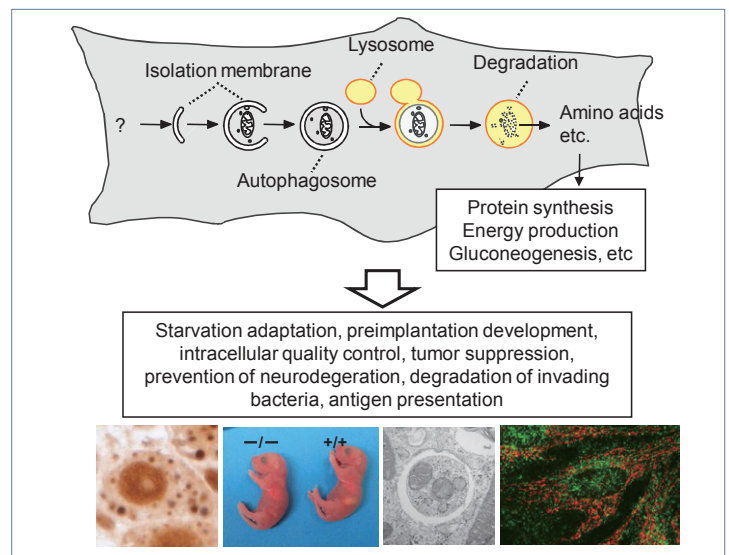 Lysosome
Isolation membrane
Degradation
?
Amino acids
etc.
Autophagosome
Protein synthesis
Energy production
Gluconeogenesis, etc
Starvation adaptation, preimplantation development,
intracellular quality control, tumor suppression,
prevention of neurodegeration, degradation of invading
bacteria, antigen presentation
−/− +/+